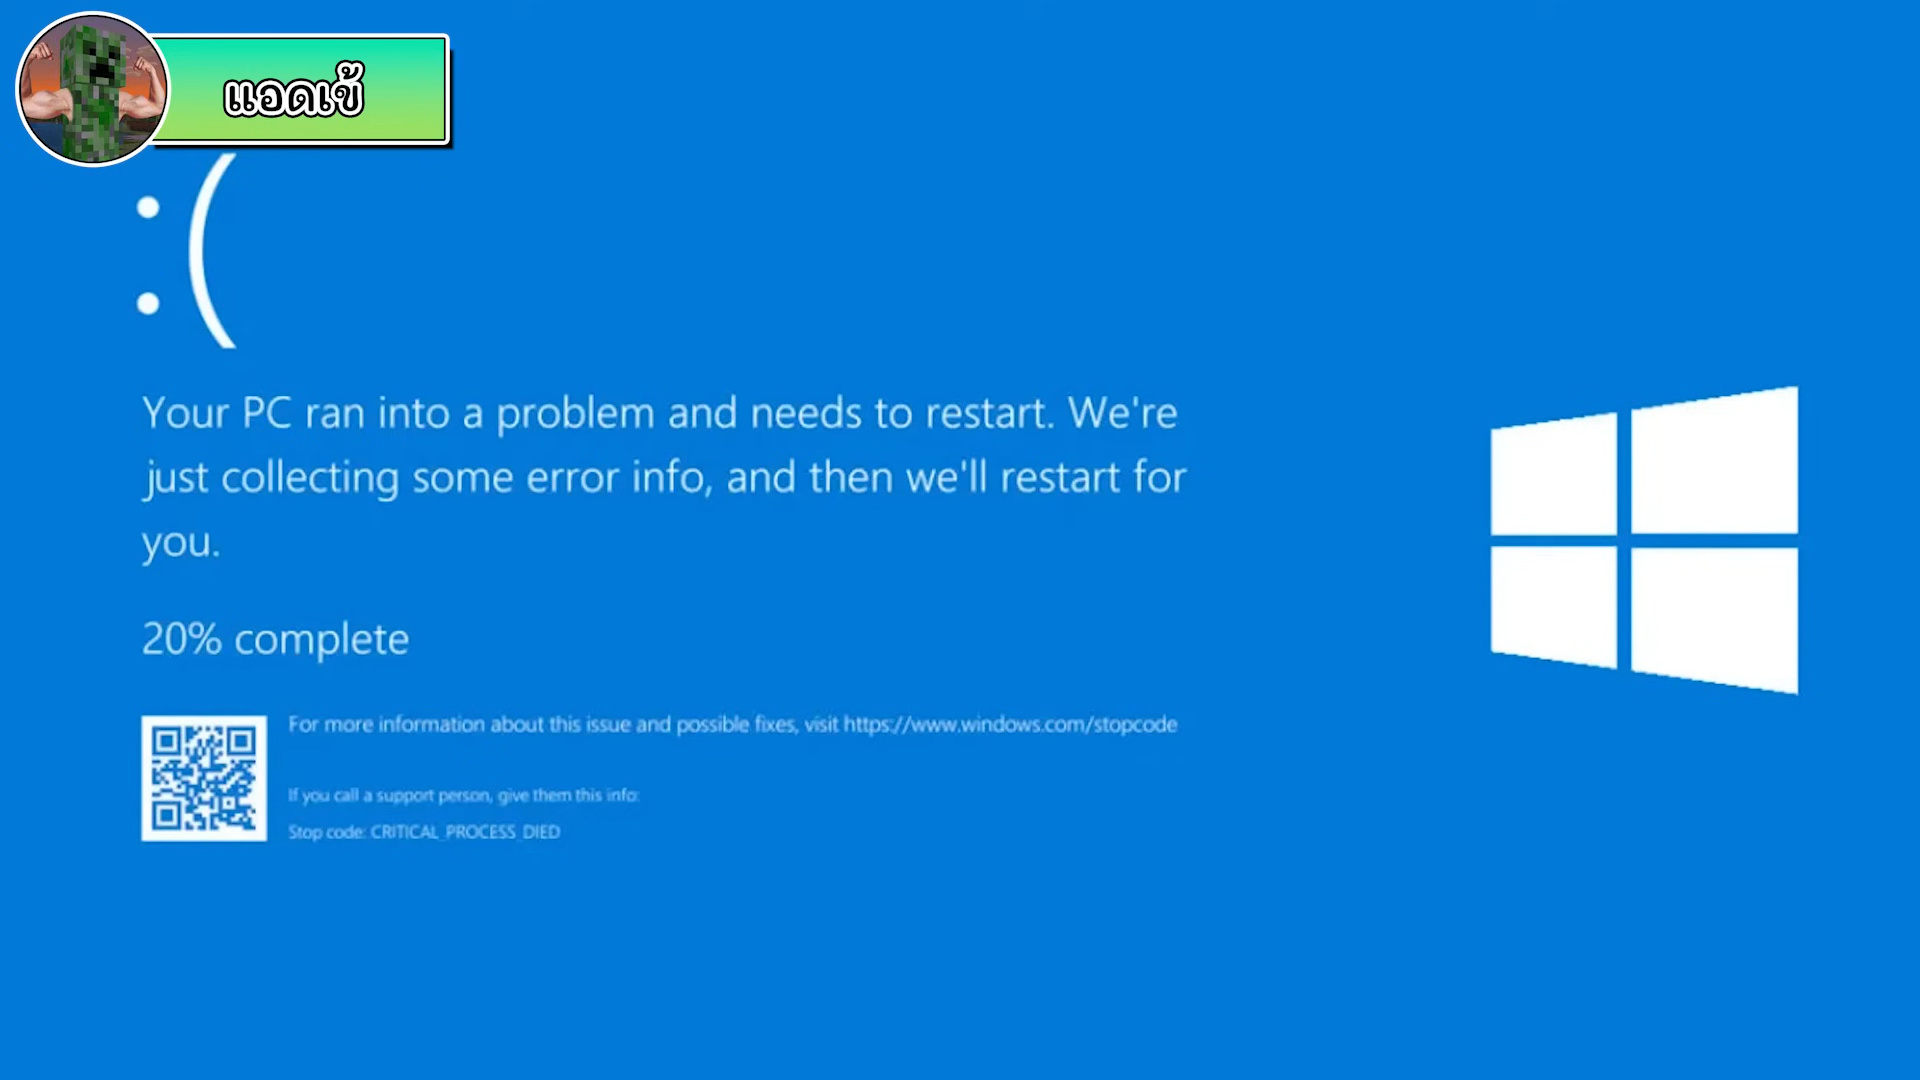 แอดเข้
:(
Your PC ran into a problem and needs to restart. We're
just collecting some error info, and then we'll restart for
you.
20% complete
For more information about this issue and possible fixes, visit https://www.windows.com/stopcode
If you call a support person, give them this info:
Stop code: CRITICAL_PROCESS_DIED